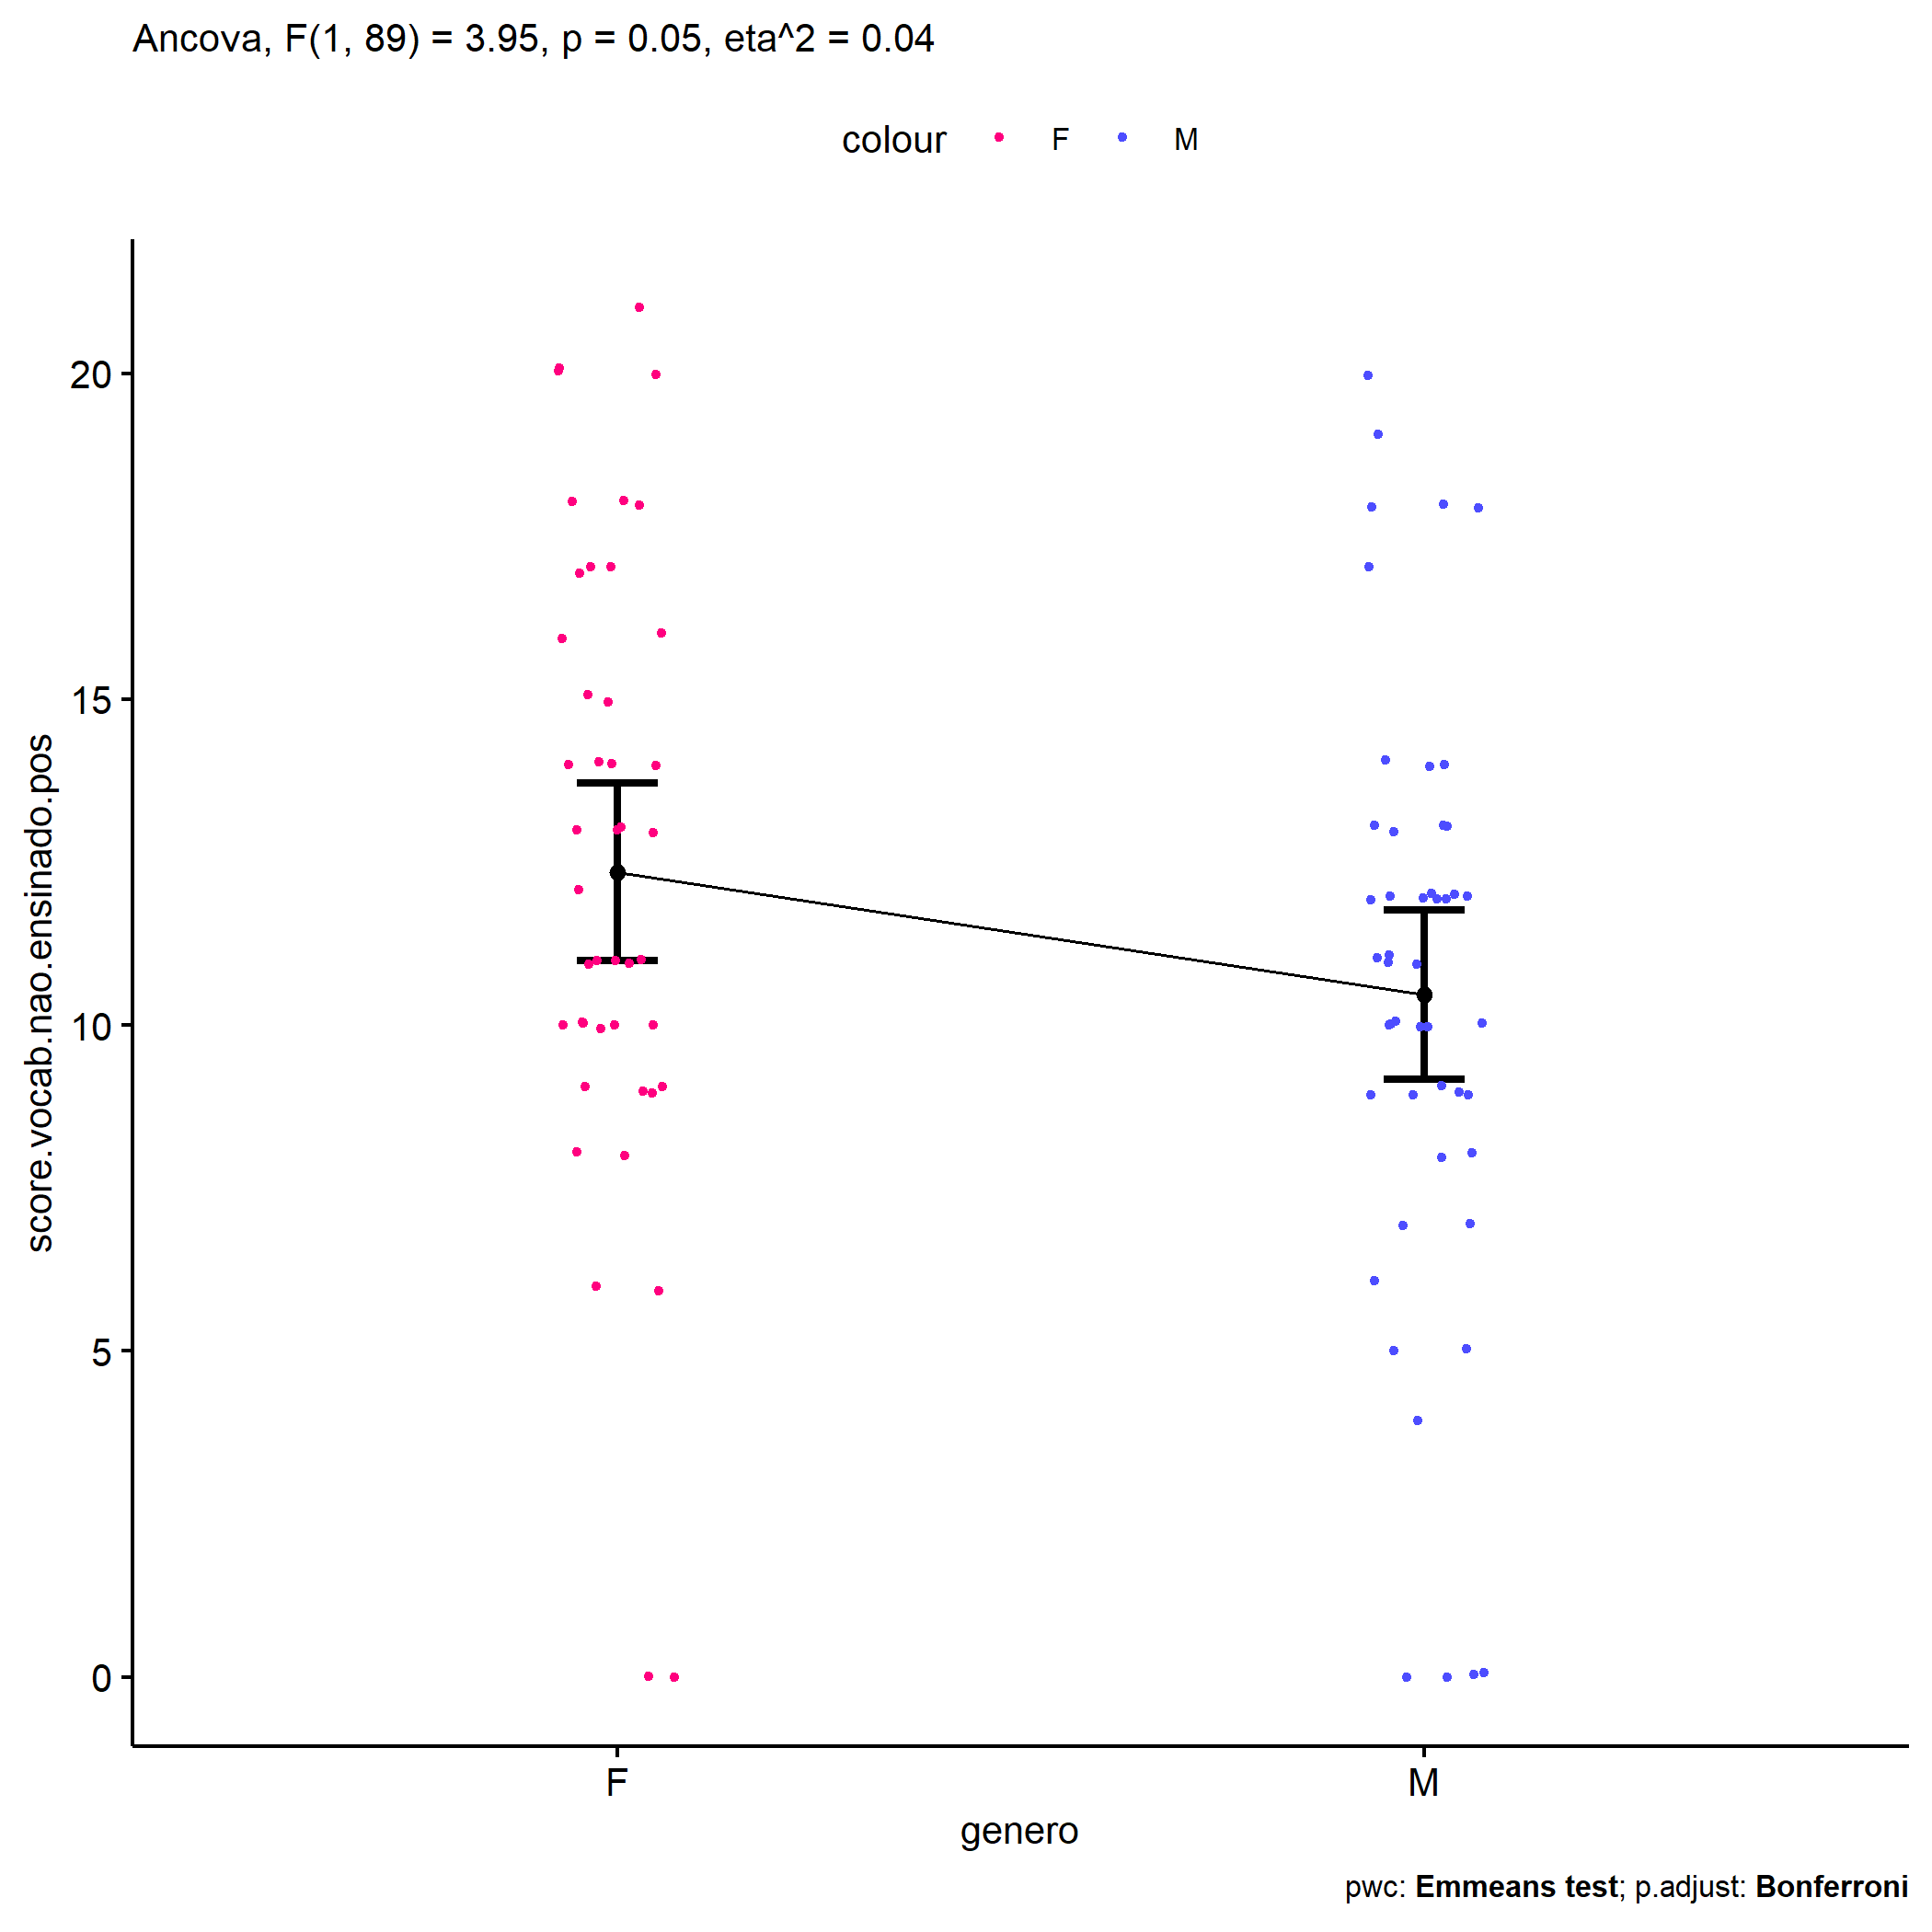 Ancova, F(1, 89) = 3.95, p = 0.05, eta^2 = 0.04
colour F M
score.vocab.nao.ensinado.pos
20
15
10
5
0
F M
genero
pwc: Emmeans test; p.adjust: Bonferroni